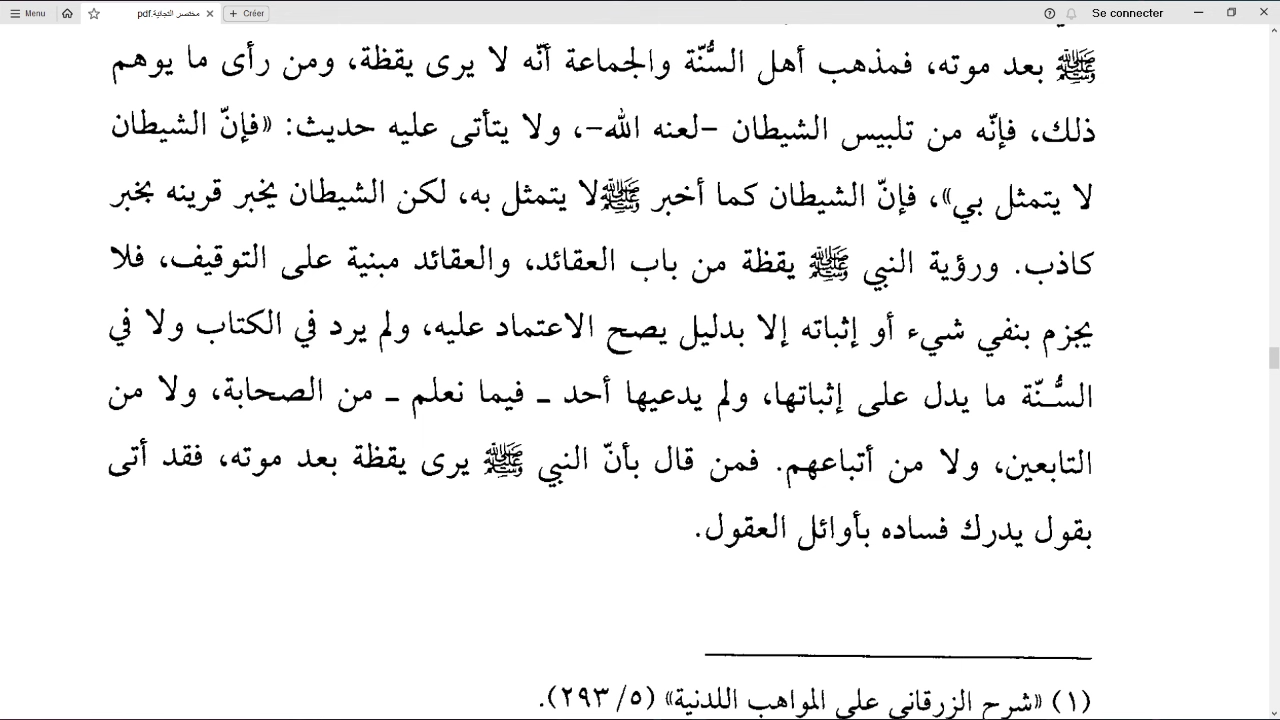 Menu
مختصر التجانية.pdf
Créer
Se connecter
ﷺ بعد موته، فمذهب أهل السُّنّة والجماعة أنّه لا يرى يقظة، ومن رأى ما يوهم
ذلك، فإنّه من تلبيس الشيطان -لعنه الله-، ولا يتأتى عليه حديث: «فإنّ الشيطان
لا يتمثل بي»، فإنّ الشيطان كما أخبر ﷺ لا يتمثل به، لكن الشيطان يخبر قرينه بخبر
كاذب. ورؤية النبي ﷺ يقظة من باب العقائد، والعقائد مبنية على التوقيف، فلا
يجزم بنفي شيء أو إثباته إلا بدليل يصح الاعتماد عليه، ولم يرد في الكتاب ولا في
السُّنّة ما يدل على إثباتها، ولم يدعيها أحد ـ فيما نعلم ـ من الصحابة، ولا من
التابعين، ولا من أتباعهم. فمن قال بأنّ النبي ﷺ يرى يقظة بعد موته، فقد أتى
بقول يدرك فساده بأوائل العقول.
(١) «شرح الزرقاني على المواهب اللدنية» (٥/ ٢٩٣).